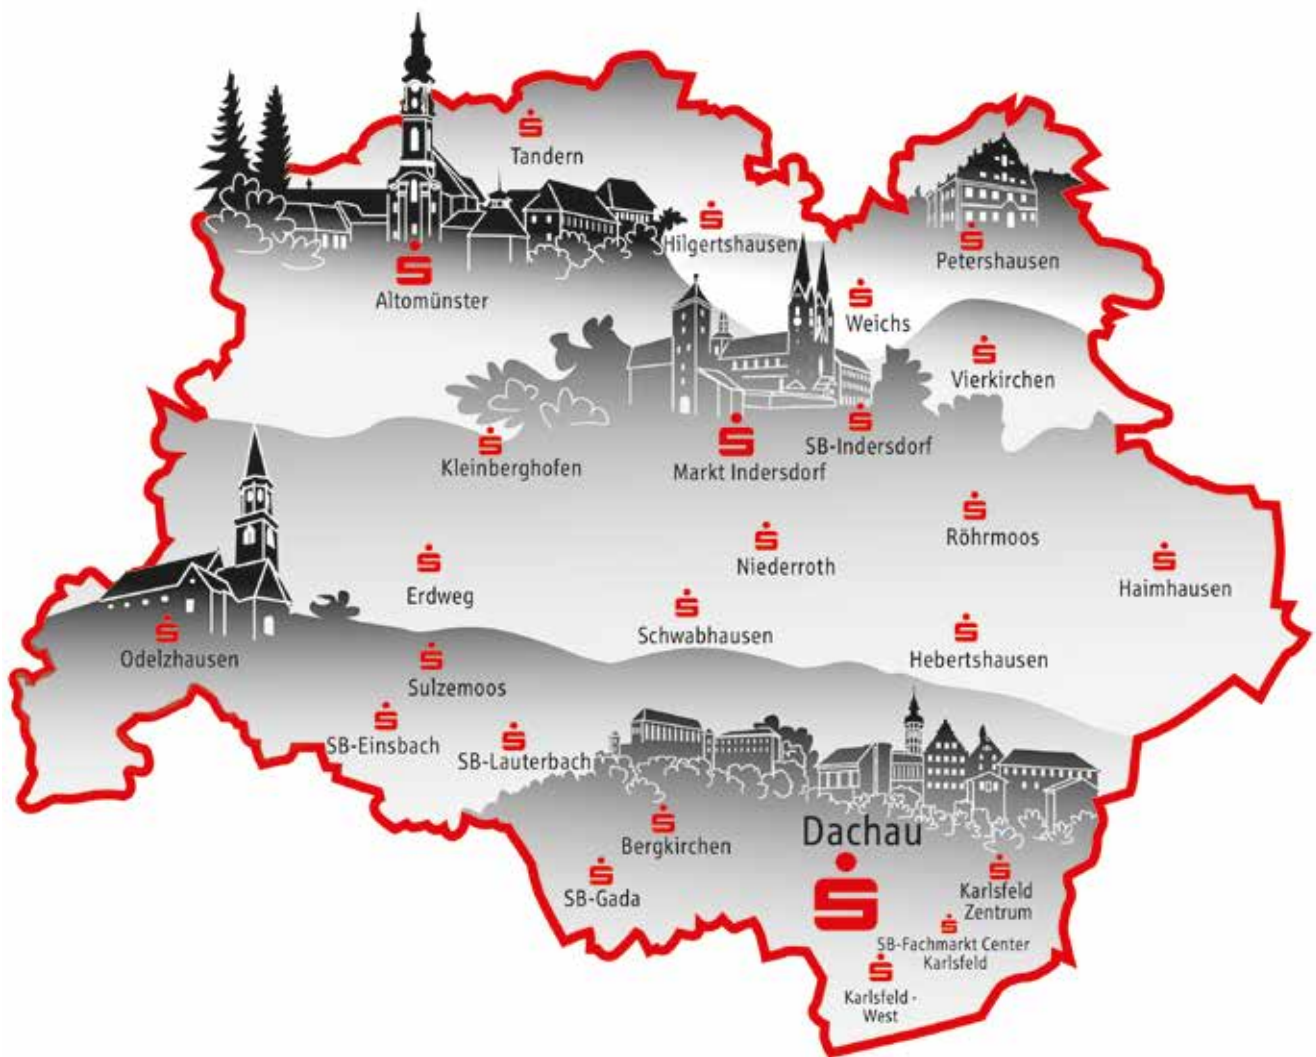 Tandern
Hilgertshausen
Petershausen
Altomünster
Weichs
Vierkirchen
Kleinberghofen
Markt Indersdorf
SB-Indersdorf
Röhrmoos
Niederroth
Haimhausen
Erdweg
Schwabhausen
Hebertshausen
Odelzhausen
Sulzemoos
SB-Einsbach
SB-Lauterbach
Bergkirchen
Dachau
SB-Gada
Karlsfeld
Zentrum
SB-Fachmarkt Center
Karlsfeld
Karlsfeld -
West